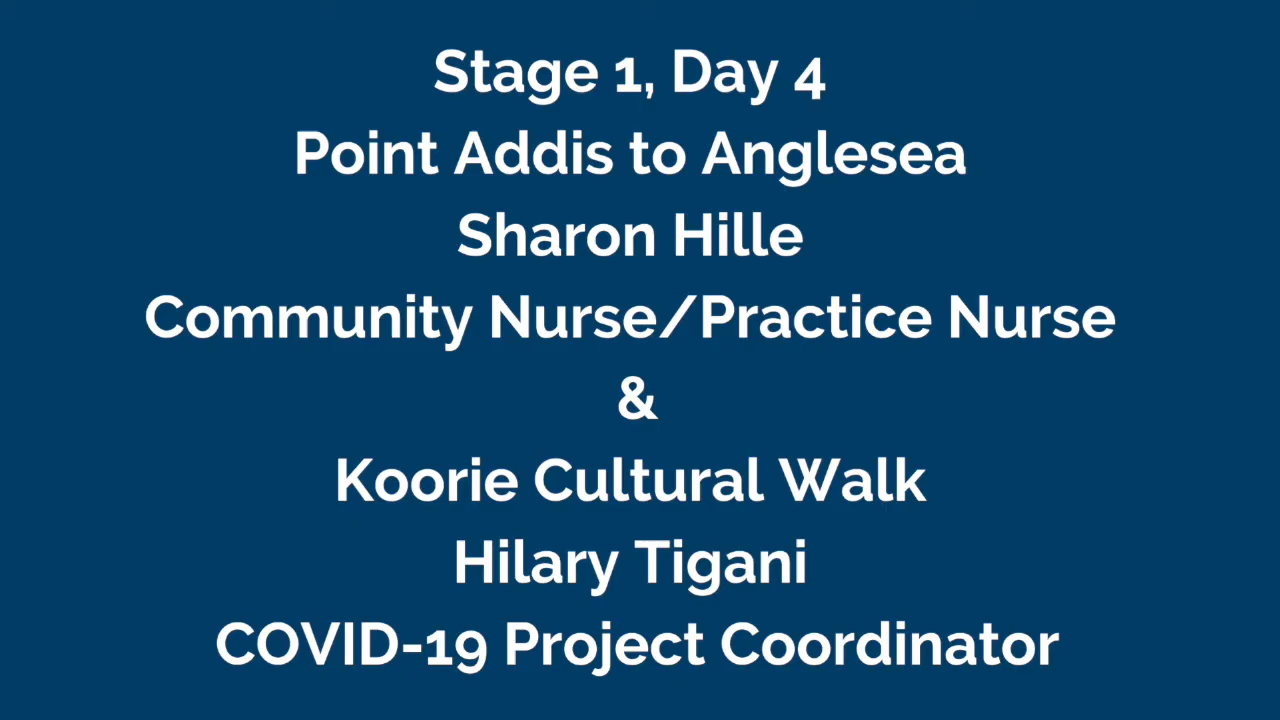 Stage 1, Day 4
Point Addis to Anglesea
Sharon Hille
Community Nurse/Practice Nurse
&
Koorie Cultural Walk
Hilary Tigani
COVID-19 Project Coordinator